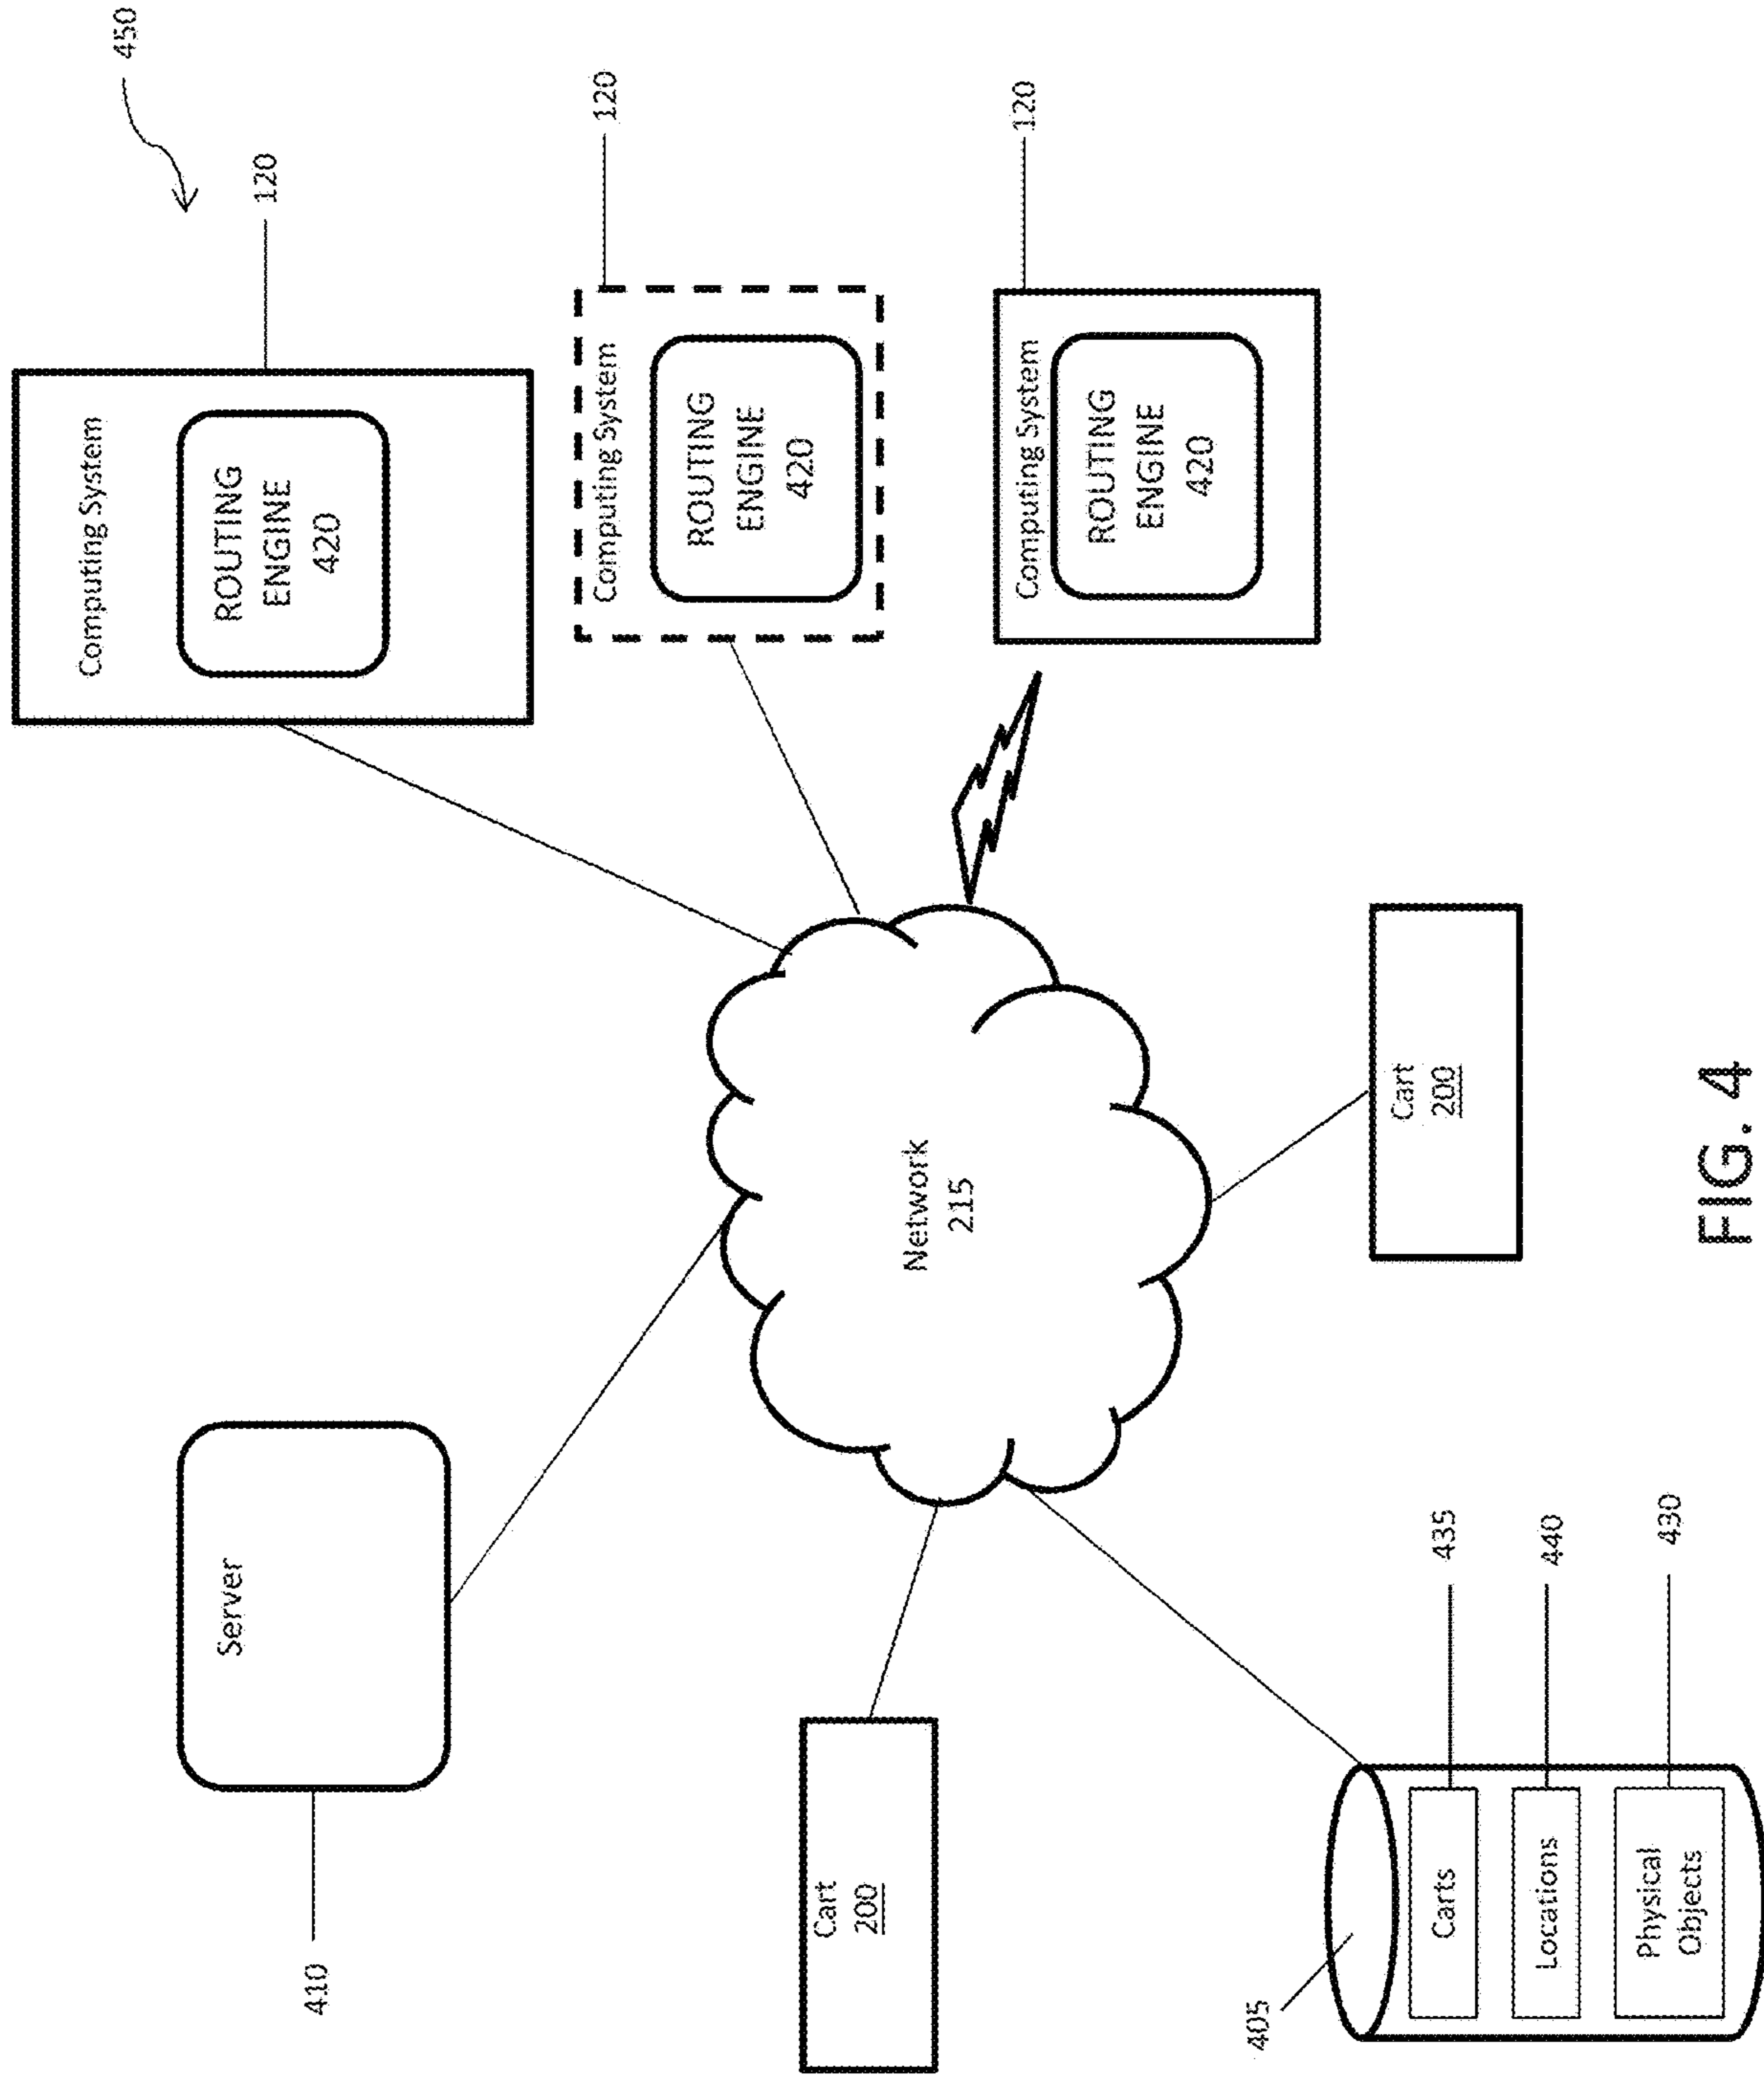 450
Computing System
120
ROUTING
ENGINE
420
Computing System
120
ROUTING
ENGINE
420
Computing System
120
ROUTING
ENGINE
420
Server
410
Network
215
Cart
200
Cart
200
405
Carts
435
Locations
440
Physical
Objects
430
FIG. 4